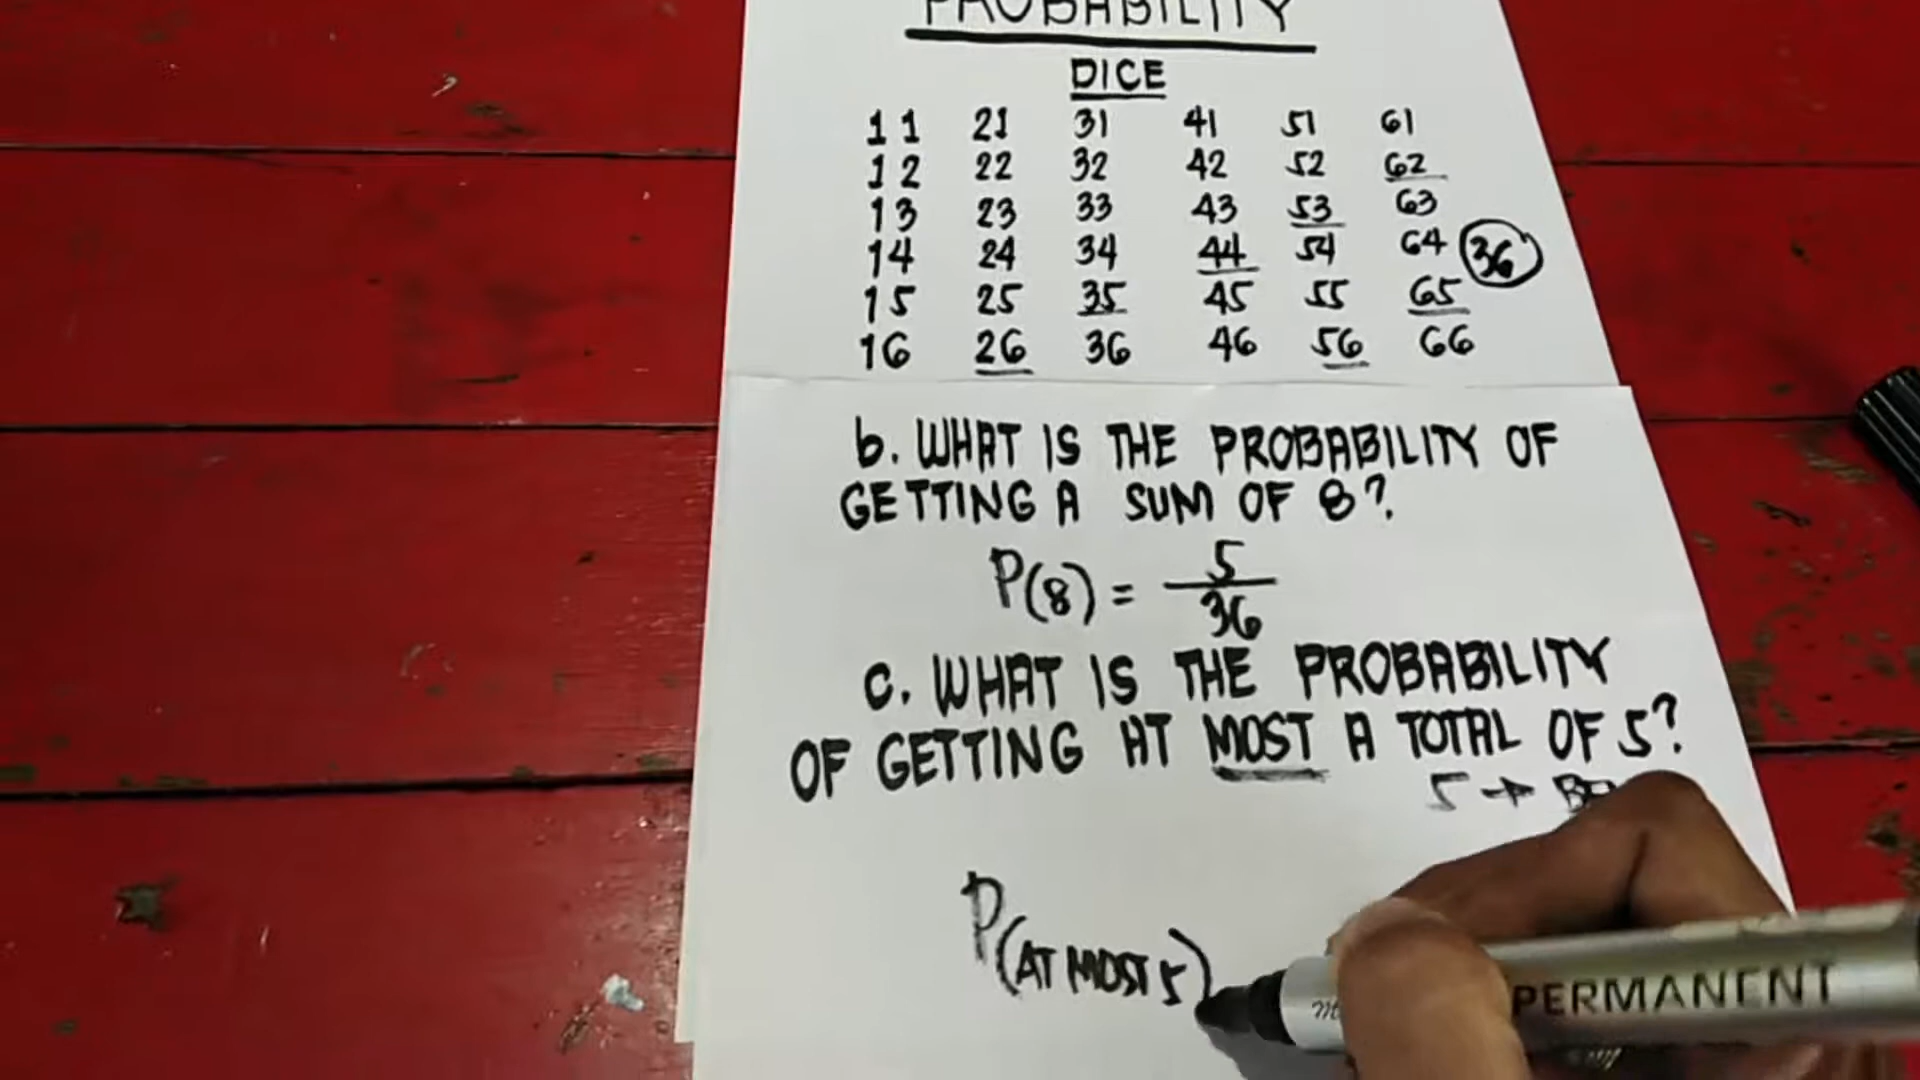 PROBABILITY
DICE
11 21 31 41 51 61
12 22 32 42 52 62
13 23 33 43 53 63
14 24 34 44 54 64 36
15 25 35 45 55 65
16 26 36 46 56 66
b. WHAT IS THE PROBABILITY OF
GETTING A SUM OF 8?
P(8) = 5/36
c. WHAT IS THE PROBABILITY
OF GETTING AT MOST A TOTAL OF 5?
5 →
P(AT MOST 5)
PERMANENT